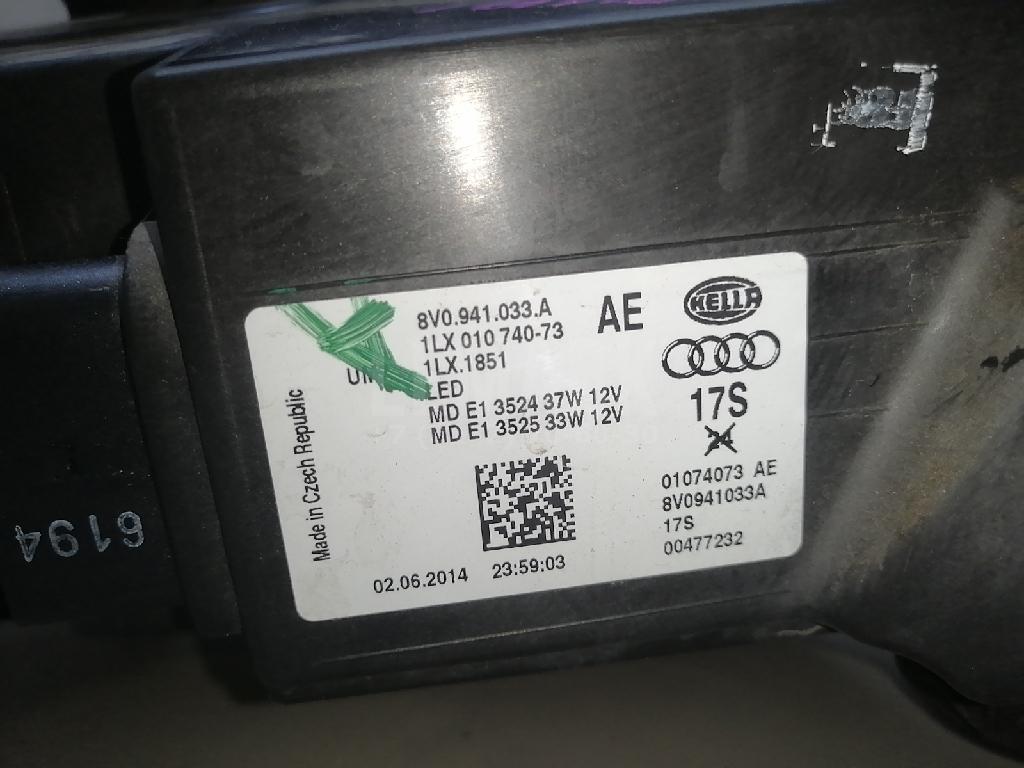 8V0.941.033.A
AE
HELLA
1LX 010 740-73
1LX.1851
LED
MD E1 3524 37W 12V
MD E1 3525 33W 12V
17S
24
Made in Czech Republic
01074073 AE
8V0941033A
17S
00477232
02.06.2014 23:59:03
6194